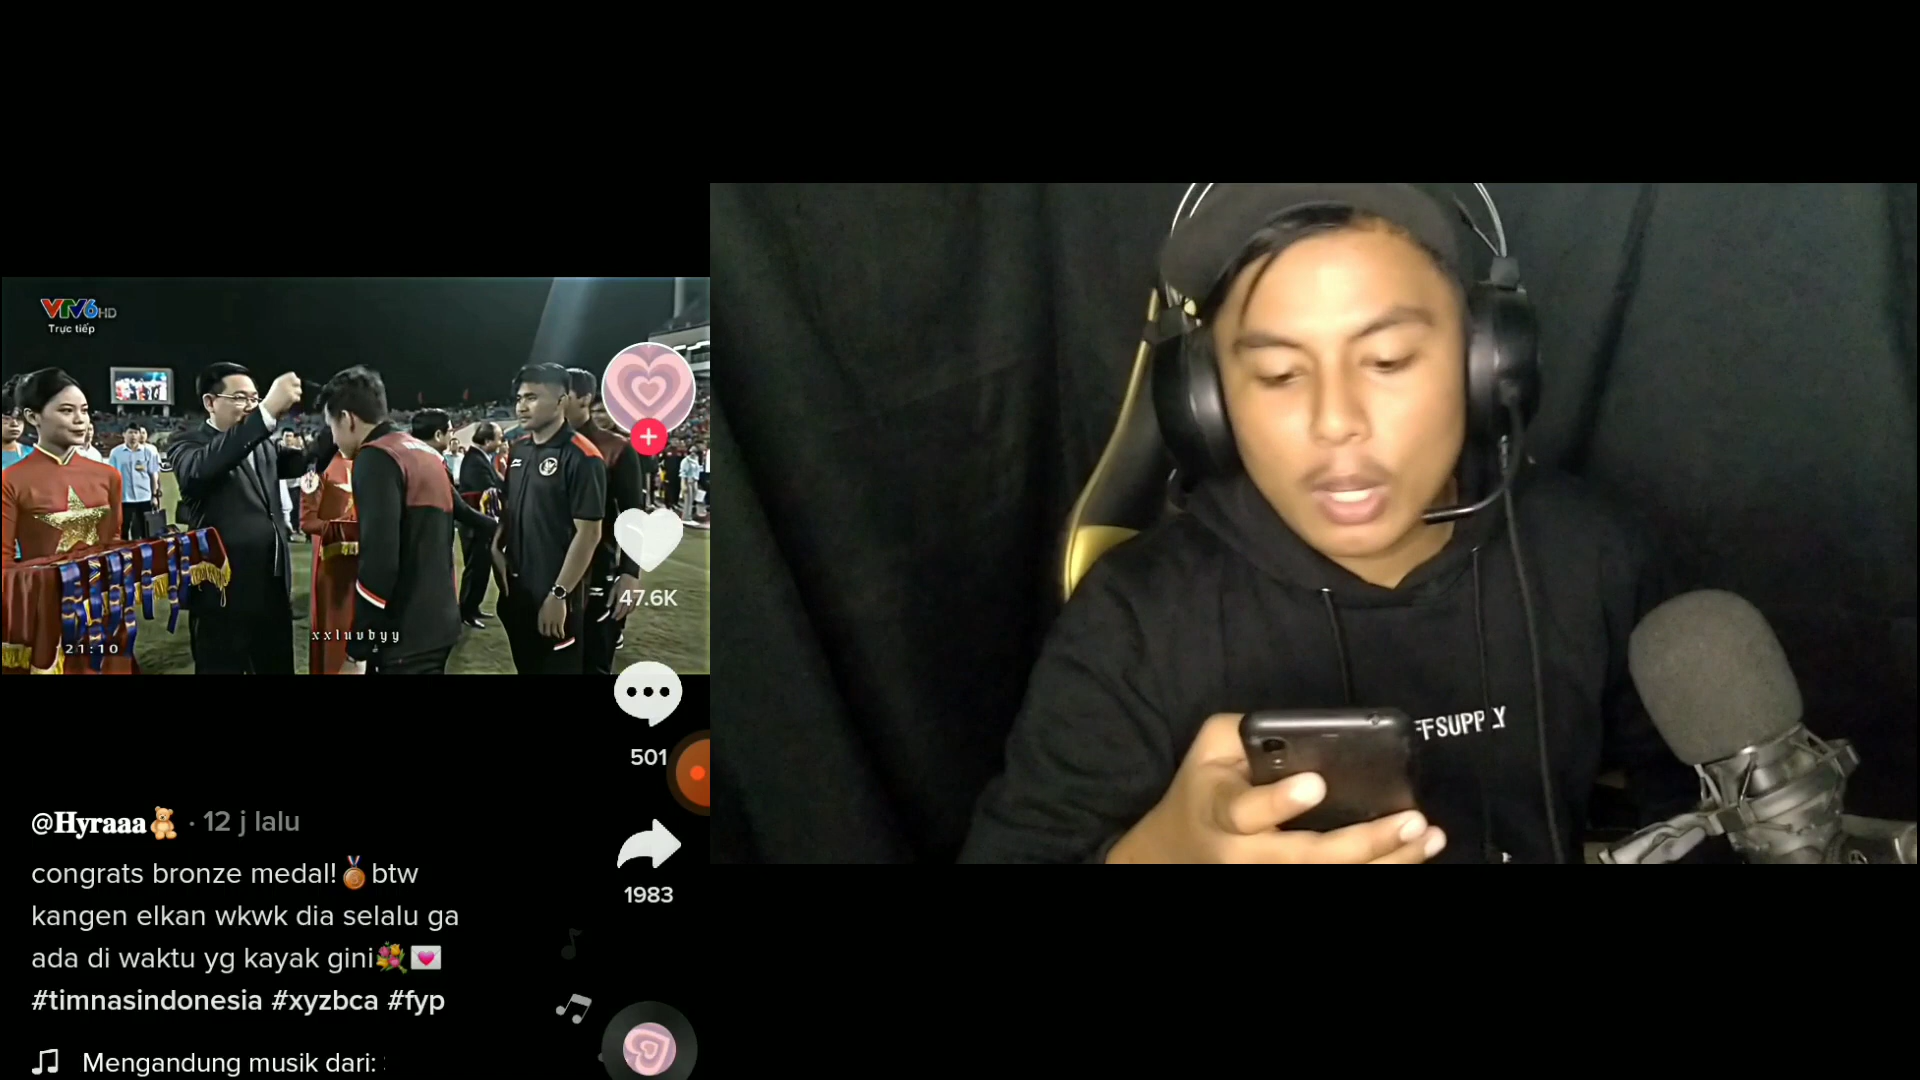 VTV6HD
Trực tiếp
21:10
xxluvbyy
47.6K
501
1983
@Hyraaa🧸 · 12 j lalu
congrats bronze medal!🥉btw
kangen elkan wkwk dia selalu ga
ada di waktu yg kayak gini💐💌
#timnasindonesia #xyzbca #fyp
Mengandung musik dari:
FFSUPPLY